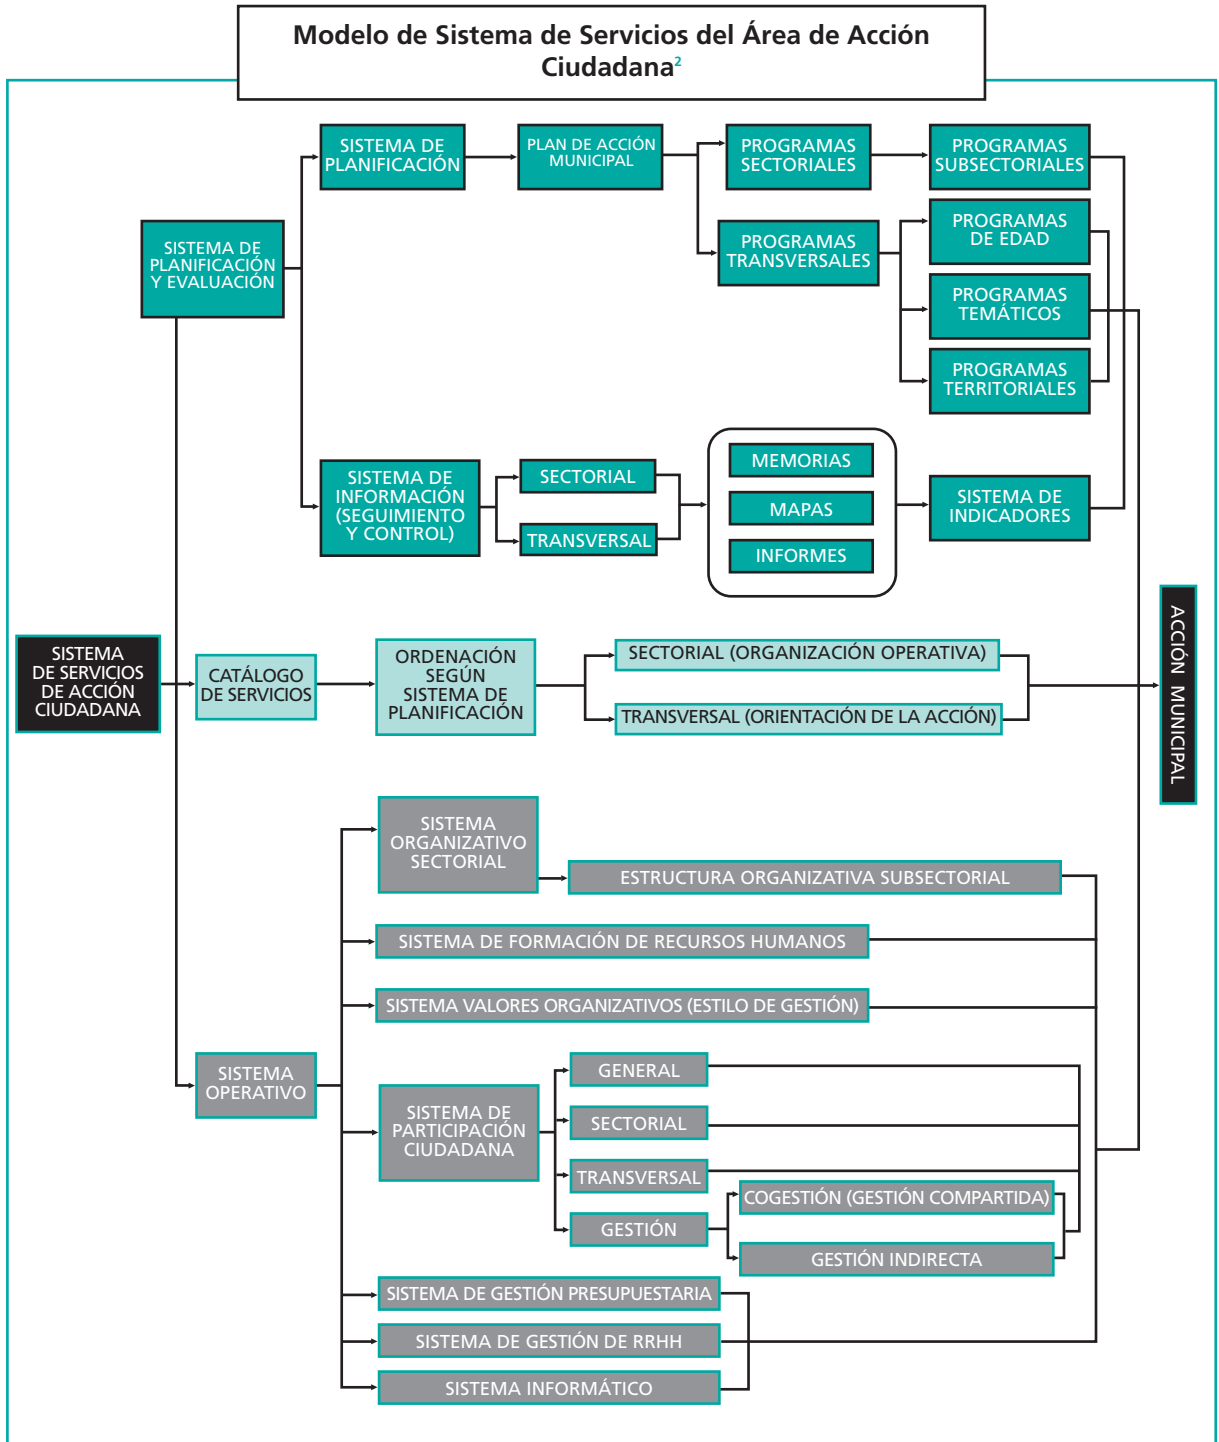 Modelo de Sistema de Servicios del Área de Acción
Ciudadana²
SISTEMA DE
PLANIFICACIÓN
PLAN DE ACCIÓN
MUNICIPAL
PROGRAMAS
SECTORIALES
PROGRAMAS
SUBSECTORIALES
SISTEMA DE
PLANIFICACIÓN
Y EVALUACIÓN
PROGRAMAS
TRANSVERSALES
PROGRAMAS
DE EDAD
PROGRAMAS
TEMÁTICOS
PROGRAMAS
TERRITORIALES
SISTEMA DE
INFORMACIÓN
(SEGUIMIENTO
Y CONTROL)
SECTORIAL
TRANSVERSAL
MEMORIAS
MAPAS
INFORMES
SISTEMA DE
INDICADORES
SISTEMA
DE SERVICIOS
DE ACCIÓN
CIUDADANA
CATÁLOGO
DE SERVICIOS
ORDENACIÓN
SEGÚN
SISTEMA DE
PLANIFICACIÓN
SECTORIAL (ORGANIZACIÓN OPERATIVA)
TRANSVERSAL (ORIENTACIÓN DE LA ACCIÓN)
ACCIÓN MUNICIPAL
SISTEMA
ORGANIZATIVO
SECTORIAL
ESTRUCTURA ORGANIZATIVA SUBSECTORIAL
SISTEMA DE FORMACIÓN DE RECURSOS HUMANOS
SISTEMA VALORES ORGANIZATIVOS (ESTILO DE GESTIÓN)
SISTEMA
OPERATIVO
SISTEMA DE
PARTICIPACIÓN
CIUDADANA
GENERAL
SECTORIAL
TRANSVERSAL
GESTIÓN
COGESTIÓN (GESTIÓN COMPARTIDA)
GESTIÓN INDIRECTA
SISTEMA DE GESTIÓN PRESUPUESTARIA
SISTEMA DE GESTIÓN DE RRHH
SISTEMA INFORMÁTICO